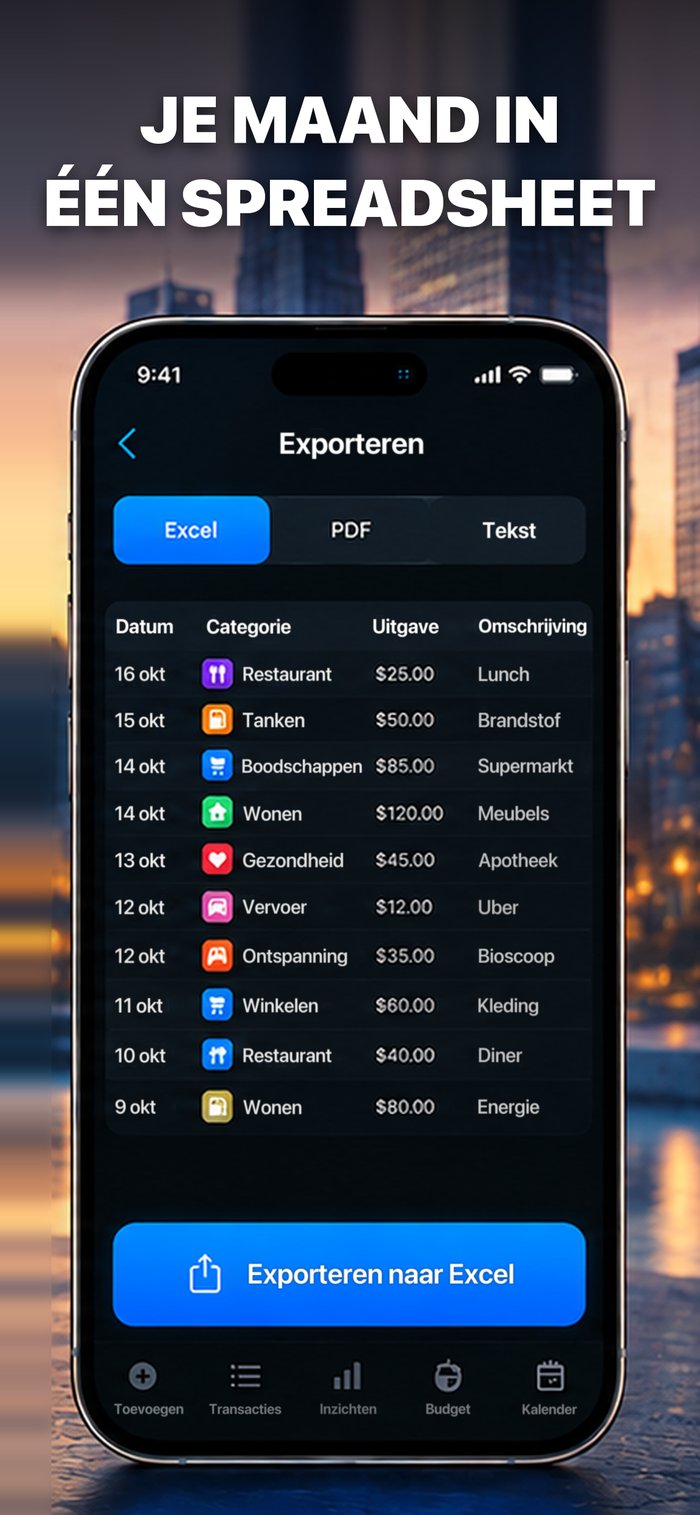 JE MAAND IN
ÉÉN SPREADSHEET
9:41
Exporteren
Excel PDF Tekst
Datum Categorie Uitgave Omschrijving
16 okt Restaurant $25.00 Lunch
15 okt Tanken $50.00 Brandstof
14 okt Boodschappen $85.00 Supermarkt
14 okt Wonen $120.00 Meubels
13 okt Gezondheid $45.00 Apotheek
12 okt Vervoer $12.00 Uber
12 okt Ontspanning $35.00 Bioscoop
11 okt Winkelen $60.00 Kleding
10 okt Restaurant $40.00 Diner
9 okt Wonen $80.00 Energie
Exporteren naar Excel
Toevoegen Transacties Inzichten Budget Kalender